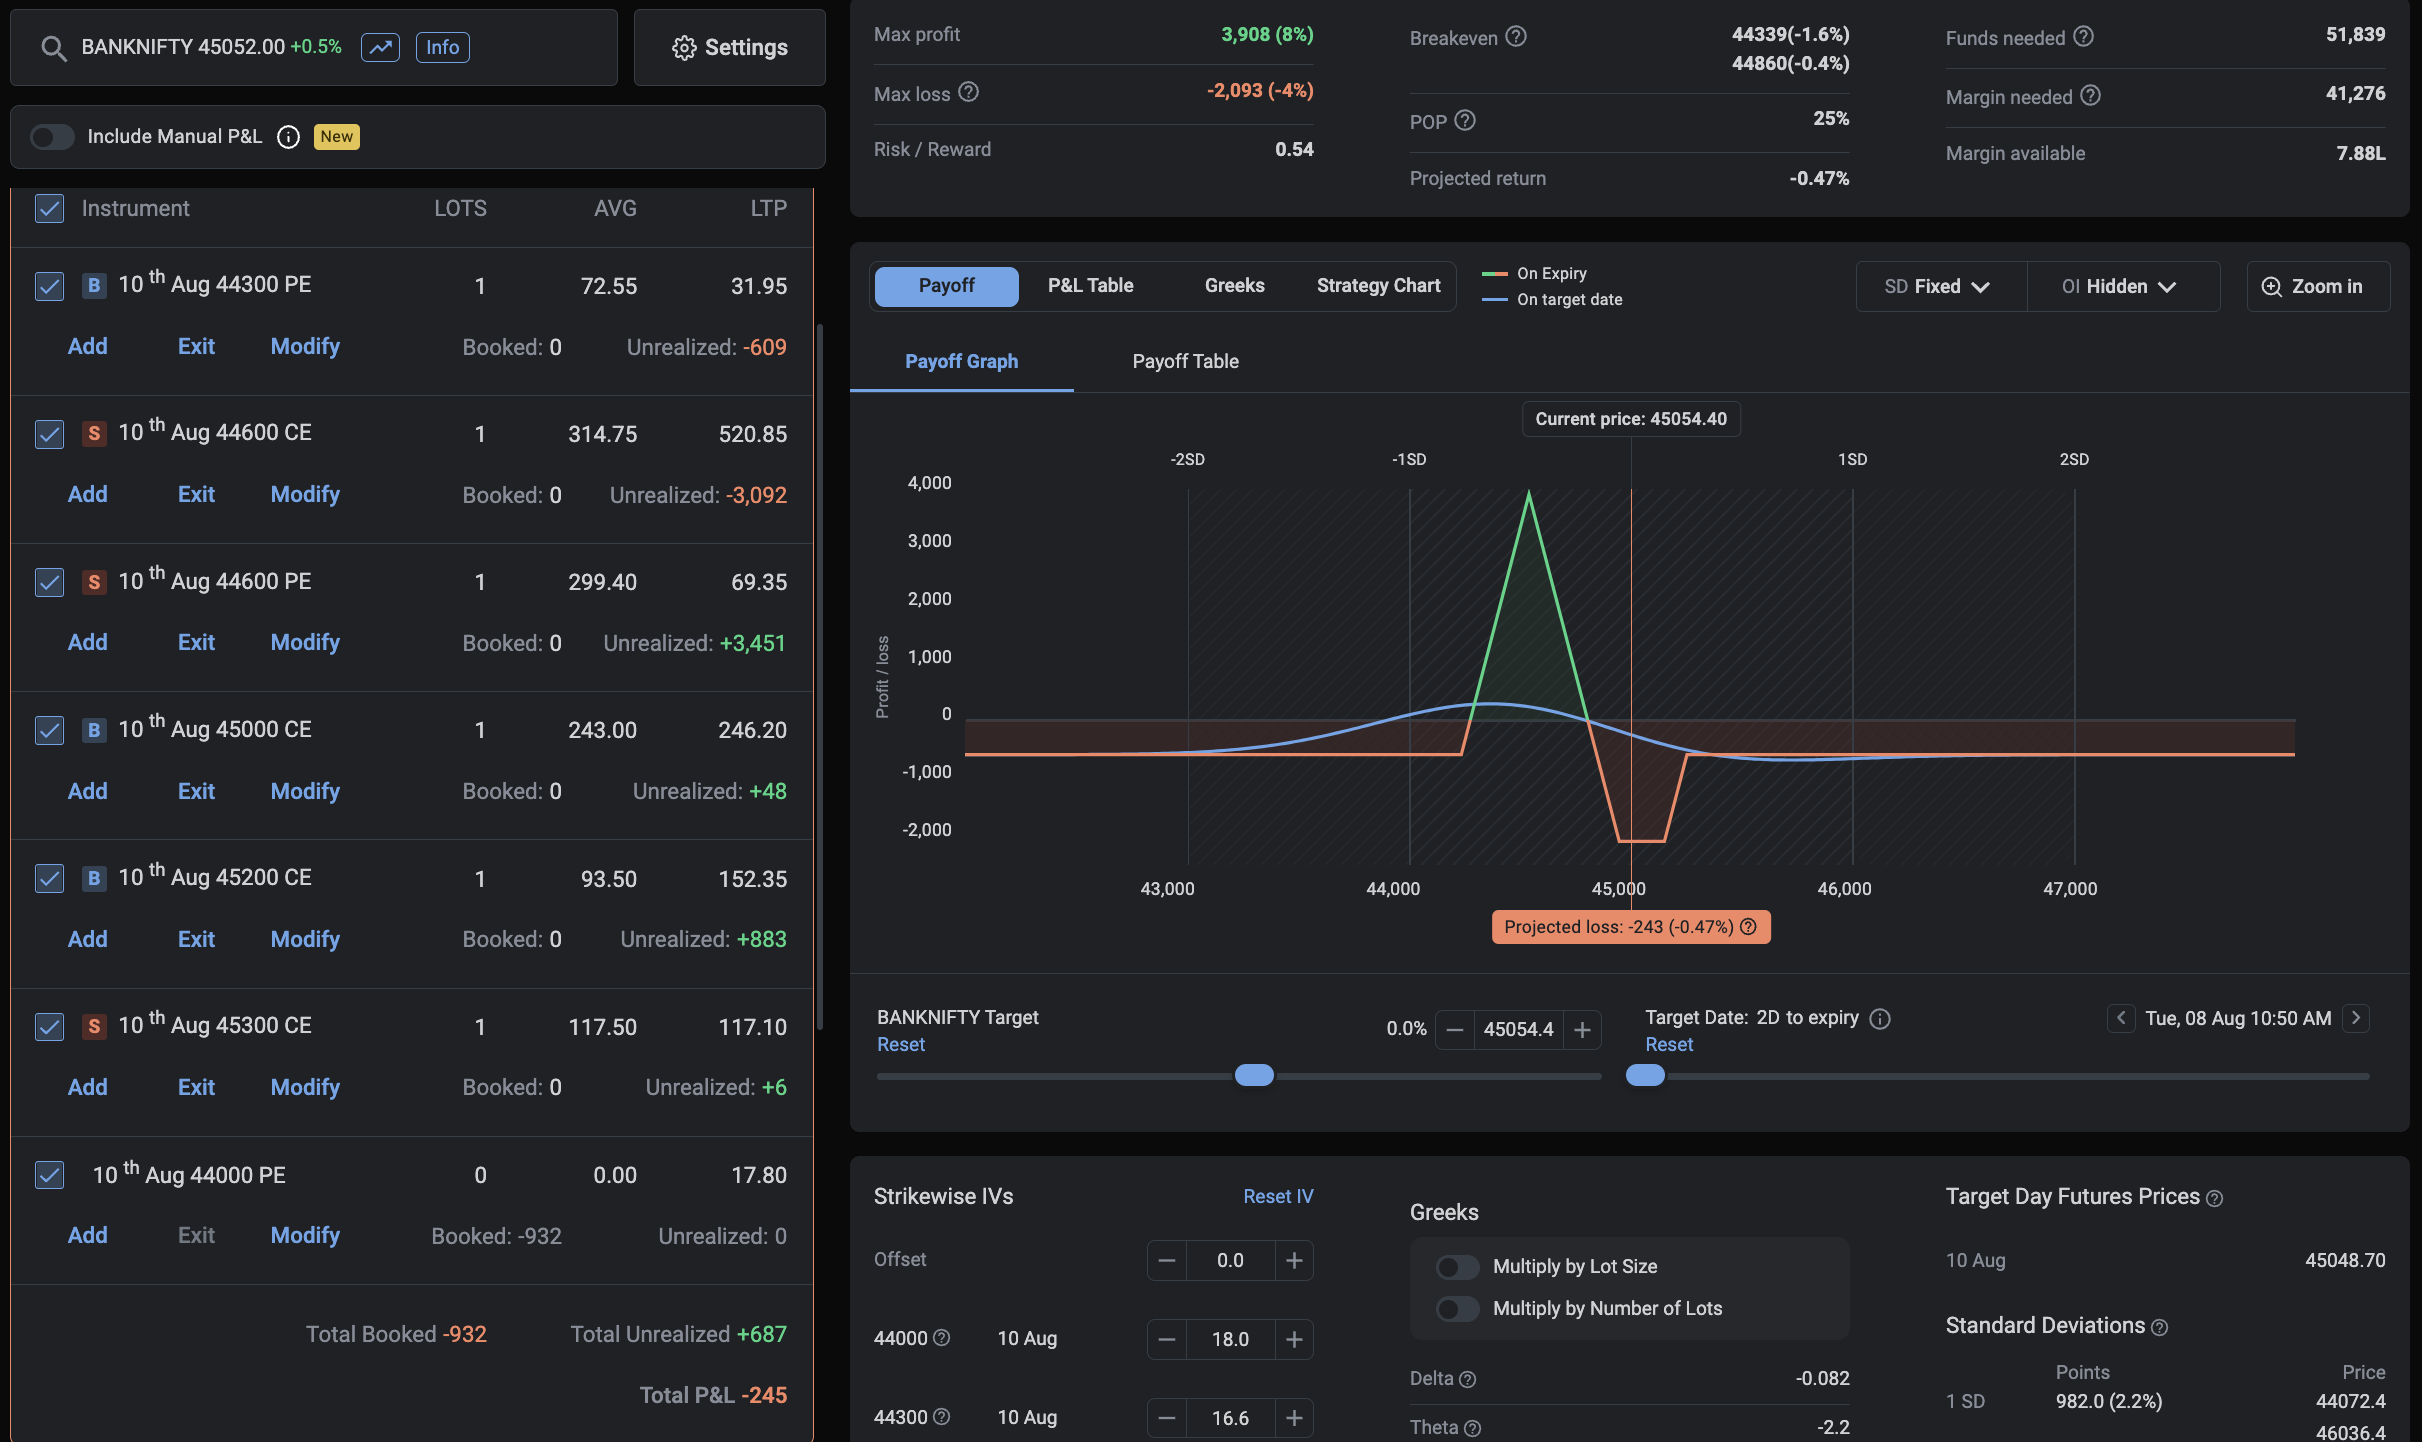 BANKNIFTY 45052.00 +0.5% Info
Settings
Include Manual P&L New
Instrument LOTS AVG LTP
B 10 th Aug 44300 PE 1 72.55 31.95
Add Exit Modify Booked: 0 Unrealized: -609
S 10 th Aug 44600 CE 1 314.75 520.85
Add Exit Modify Booked: 0 Unrealized: -3,092
S 10 th Aug 44600 PE 1 299.40 69.35
Add Exit Modify Booked: 0 Unrealized: +3,451
B 10 th Aug 45000 CE 1 243.00 246.20
Add Exit Modify Booked: 0 Unrealized: +48
B 10 th Aug 45200 CE 1 93.50 152.35
Add Exit Modify Booked: 0 Unrealized: +883
S 10 th Aug 45300 CE 1 117.50 117.10
Add Exit Modify Booked: 0 Unrealized: +6
10 th Aug 44000 PE 0 0.00 17.80
Add Exit Modify Booked: -932 Unrealized: 0
Total Booked -932 Total Unrealized +687
Total P&L -245
Max profit 3,908 (8%)
Max loss -2,093 (-4%)
Risk / Reward 0.54
Breakeven 44339(-1.6%)
44860(-0.4%)
POP 25%
Projected return -0.47%
Funds needed 51,839
Margin needed 41,276
Margin available 7.88L
Payoff P&L Table Greeks Strategy Chart
On Expiry
On target date
SD Fixed OI Hidden Zoom in
Payoff Graph Payoff Table
Current price: 45054.40
-2SD -1SD 1SD 2SD
Profit / loss
4,000
3,000
2,000
1,000
0
-1,000
-2,000
43,000 44,000 45,000 46,000 47,000
Projected loss: -243 (-0.47%)
BANKNIFTY Target 0.0% 45054.4
Reset
Target Date: 2D to expiry Tue, 08 Aug 10:50 AM
Reset
Strikewise IVs Reset IV
Offset 0.0
44000 10 Aug 18.0
44300 10 Aug 16.6
Greeks
Multiply by Lot Size
Multiply by Number of Lots
Delta -0.082
Theta -2.2
Target Day Futures Prices
10 Aug 45048.70
Standard Deviations
Points Price
1 SD 982.0 (2.2%) 44072.4
46036.4